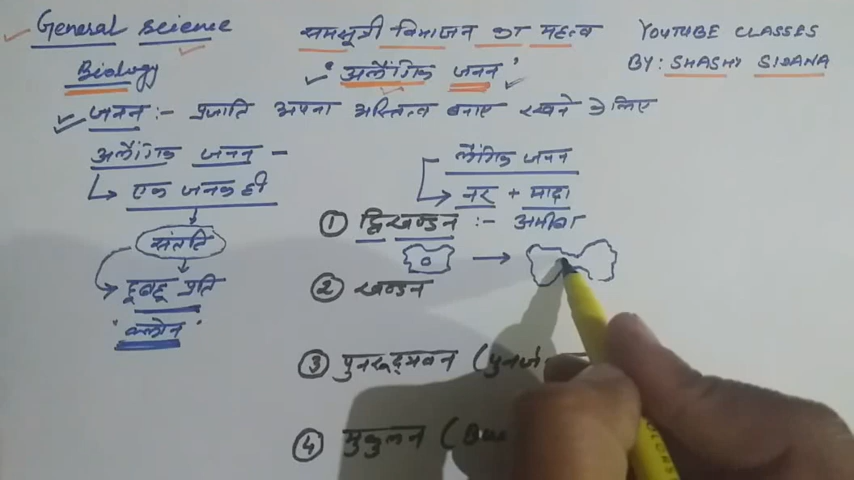 General Science
Biology
समसूत्री विभाजन का महत्व
"अलैंगिक जनन"
YOUTUBE CLASSES
BY: SHASHI SIDANA
जनन :- प्रजाति अपना अस्तित्व बनाए रखने के लिए
अलैंगिक जनन -
एक जनक ही
संतति
हूबहू प्रति
"क्लोन"
लैंगिक जनन
नर + मादा
① द्विखण्डन :- अमीबा
② खण्डन
③ पुनरुद्भवन (पुनर्ज
④ मुकुलन (Bu